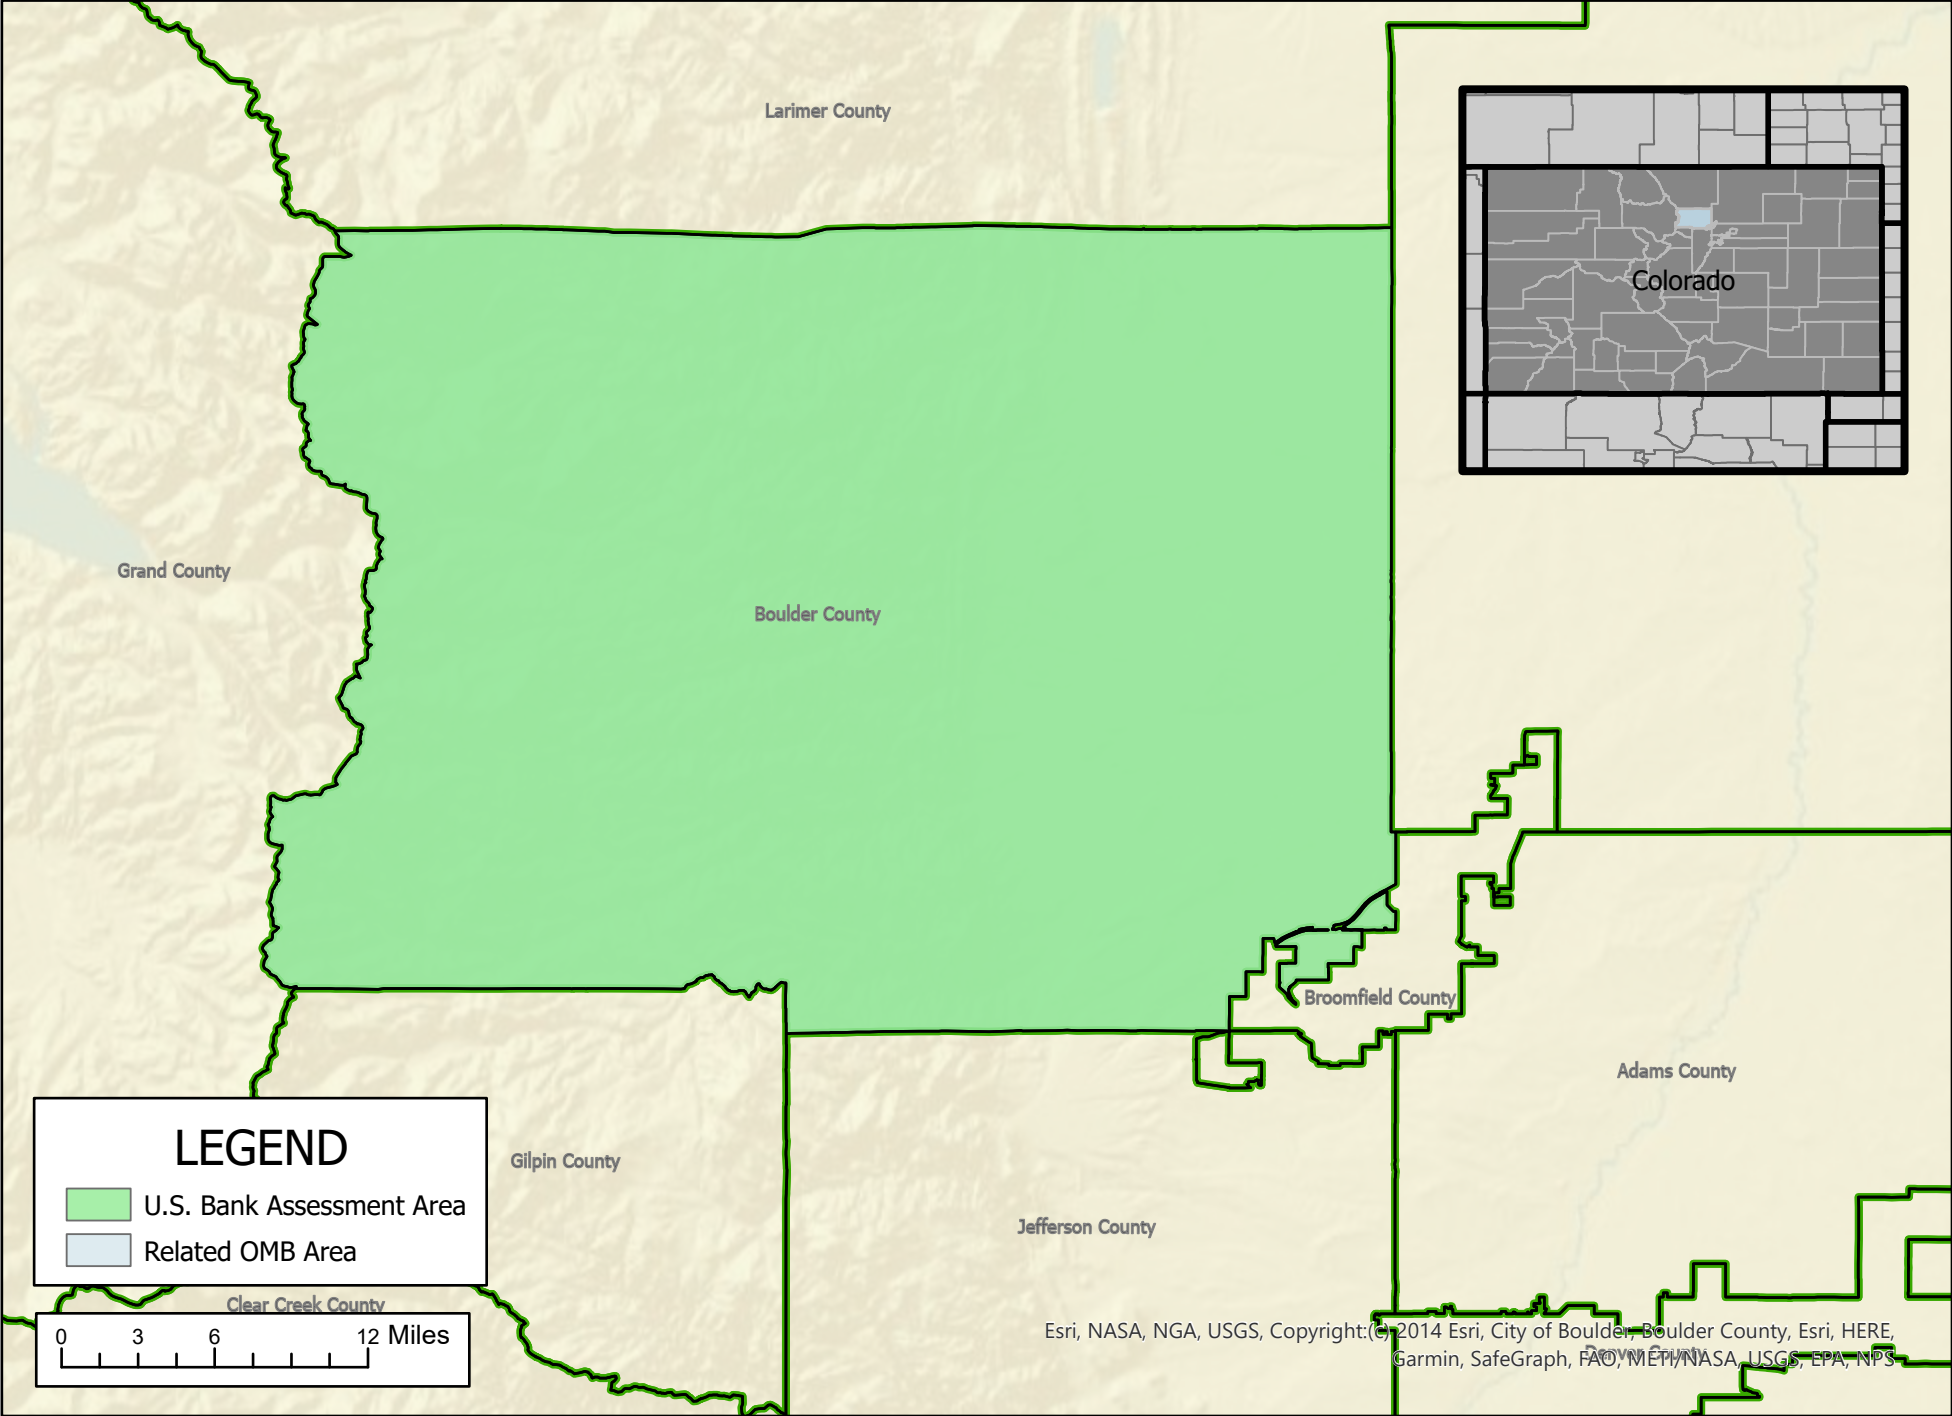 Larimer County
Colorado
Grand County
Boulder County
Broomfield County
Adams County
LEGEND
U.S. Bank Assessment Area
Related OMB Area
Gilpin County
Jefferson County
Clear Creek County
0 3 6 12 Miles
Esri, NASA, NGA, USGS, Copyright:(c) 2014 Esri, City of Boulder, Boulder County, Esri, HERE,
Denver County
Garmin, SafeGraph, FAO, METI/NASA, USGS, EPA, NPS